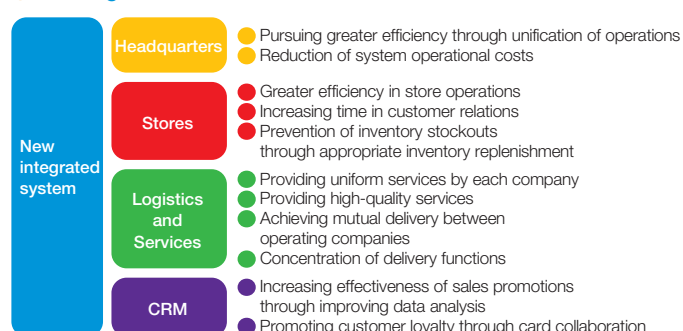 New
integrated
system
Headquarters
Pursuing greater efficiency through unification of operations
Reduction of system operational costs
Stores
Greater efficiency in store operations
Increasing time in customer relations
Prevention of inventory stockouts
through appropriate inventory replenishment
Logistics
and
Services
Providing uniform services by each company
Providing high-quality services
Achieving mutual delivery between
operating companies
Concentration of delivery functions
CRM
Increasing effectiveness of sales promotions
through improving data analysis
Promoting customer loyalty through card collaboration